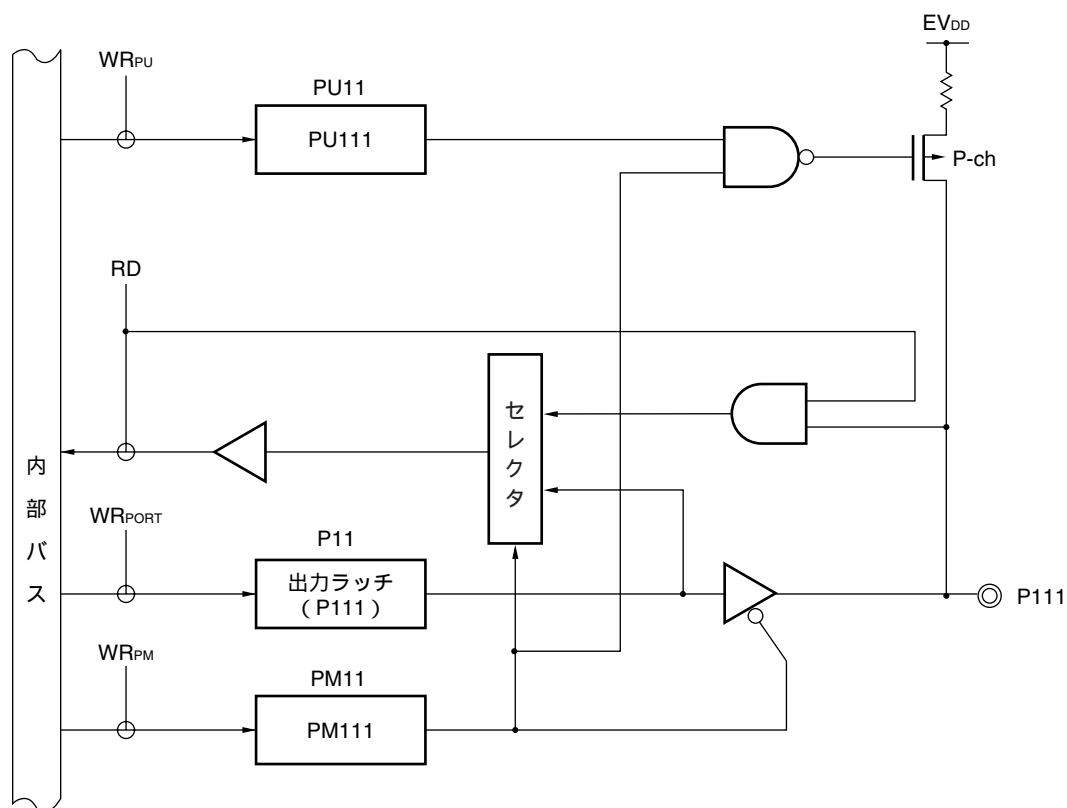 EVDD
WRPU
PU11
PU111
P-ch
RD
セレクタ
内部バス
WRPORT
P11
出力ラッチ
（P111）
P111
WRPM
PM11
PM111